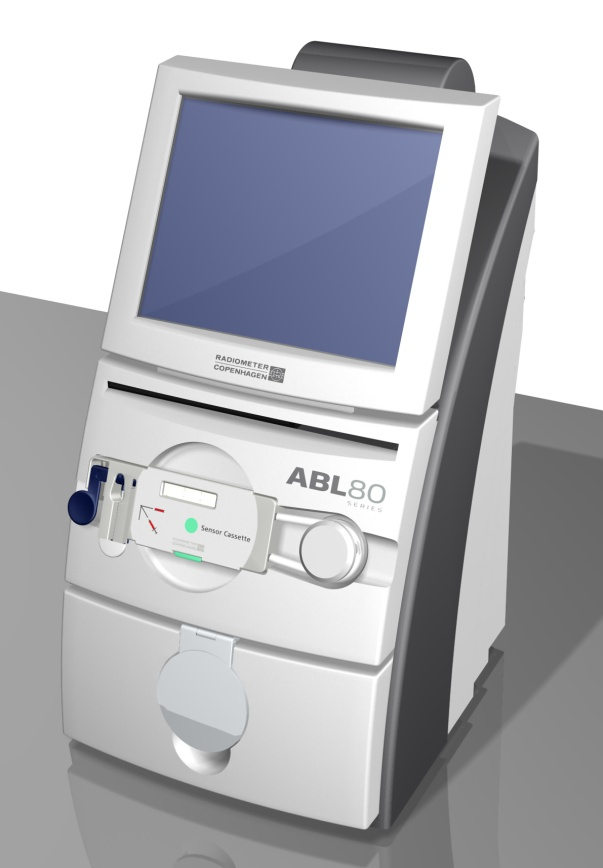 RADIOMETER
COPENHAGEN
ABL80
SERIES
Sensor Cassette